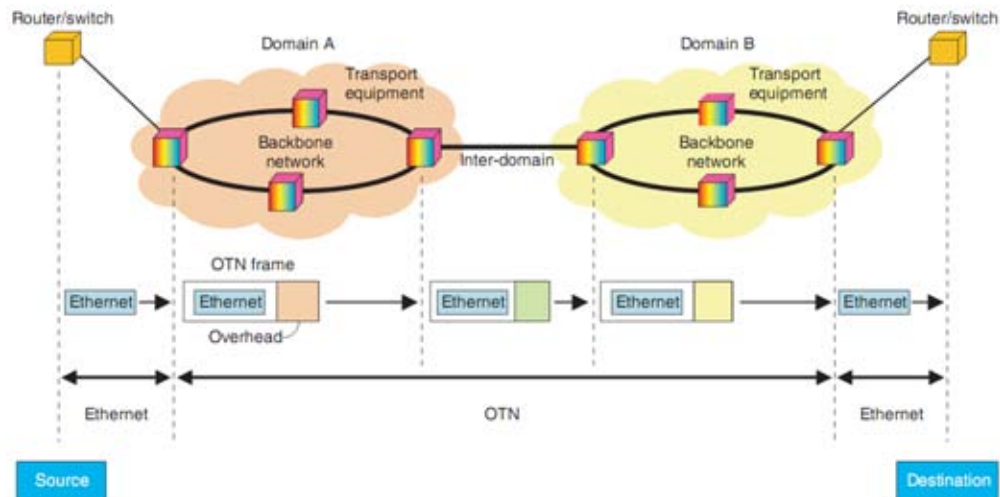 Router/switch
Router/switch
Domain A
Domain B
Transport
equipment
Transport
equipment
Backbone
network
Inter-domain
Backbone
network
OTN frame
Ethernet
Ethernet
Ethernet
Ethernet
Ethernet
Overhead
Ethernet
OTN
Ethernet
Source
Destination